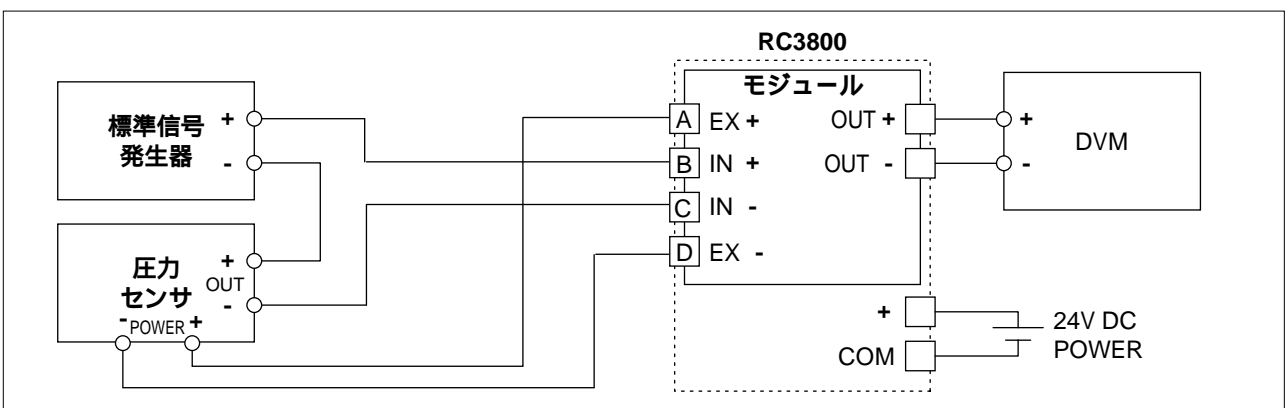 RC3800
モジュール
標準信号
発生器
+
-
圧力
センサ
+
OUT
-
- POWER +
A EX +
B IN +
C IN -
D EX -
OUT +
OUT -
+
-
DVM
+
COM
24V DC
POWER